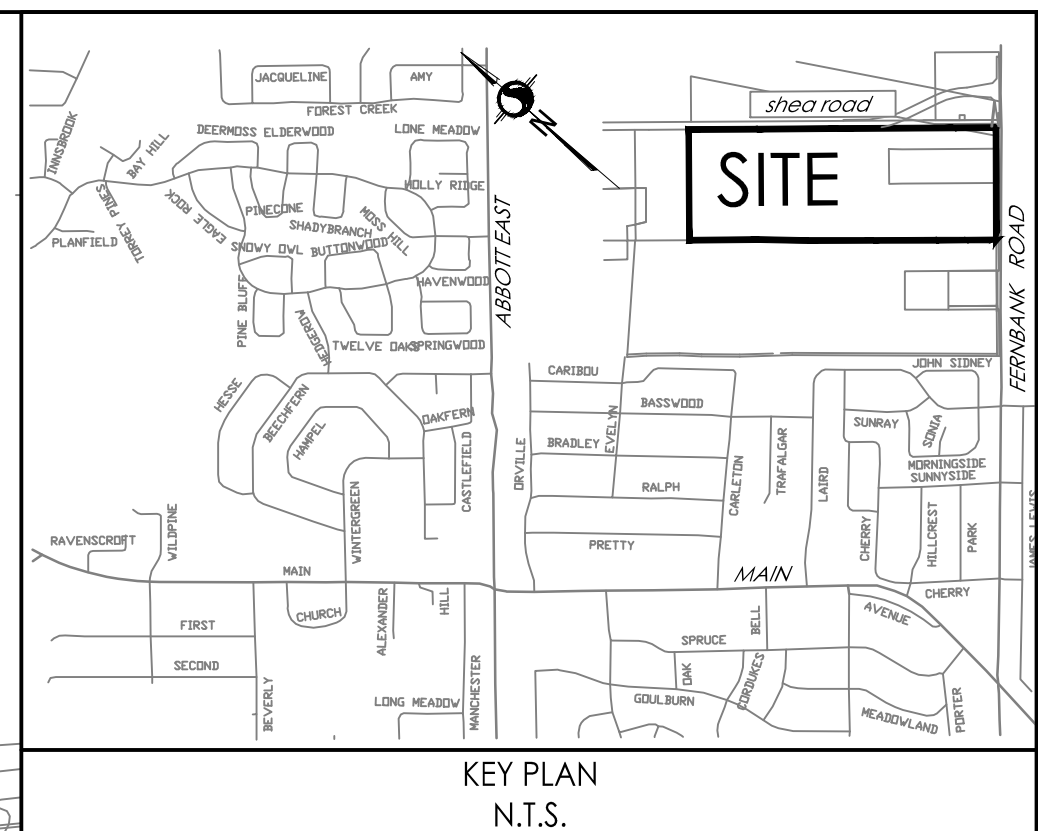 JACQUELINE
AMY
FOREST CREEK
shea road
INNSBROOK
BAY HILL
DEERMOSS ELDERWOOD
LONE MEADOW
N
SITE
HOLLY RIDGE
TORREY PINES
EAGLE ROCK
PINECONE
MOSS HILL
SHADYBRANCH
PLANFIELD
SNOWY OWL BUTTONWOOD
ABBOTT EAST
FERNBANK ROAD
PINE BLUFF
HAVENWOOD
HEDGEROW
TWELVE OAKS
SPRINGWOOD
JOHN SIDNEY
CARIBOU
HESSE
BEECHFERN
HAMPEL
OAKFERN
CASTLEFIELD
BASSWOOD
EVELYN
ORVILLE
BRADLEY
SUNRAY
SONIA
CARLETON
TRAFALGAR
LAIRD
MORNINGSIDE
SUNNYSIDE
RALPH
WINTERGREEN
WILDPINE
RAVENSCROFT
PRETTY
CHERRY
HILLCREST
PARK
JAMES LEWIS
MAIN
MAIN
CHERRY
CHURCH
ALEXANDER
HILL
BELL
AVENUE
FIRST
SPRUCE
SECOND
OAK
CORDUKES
BEVERLY
LONG MEADOW
MANCHESTER
GOULBURN
MEADOWLAND
PORTER
KEY PLAN
N.T.S.